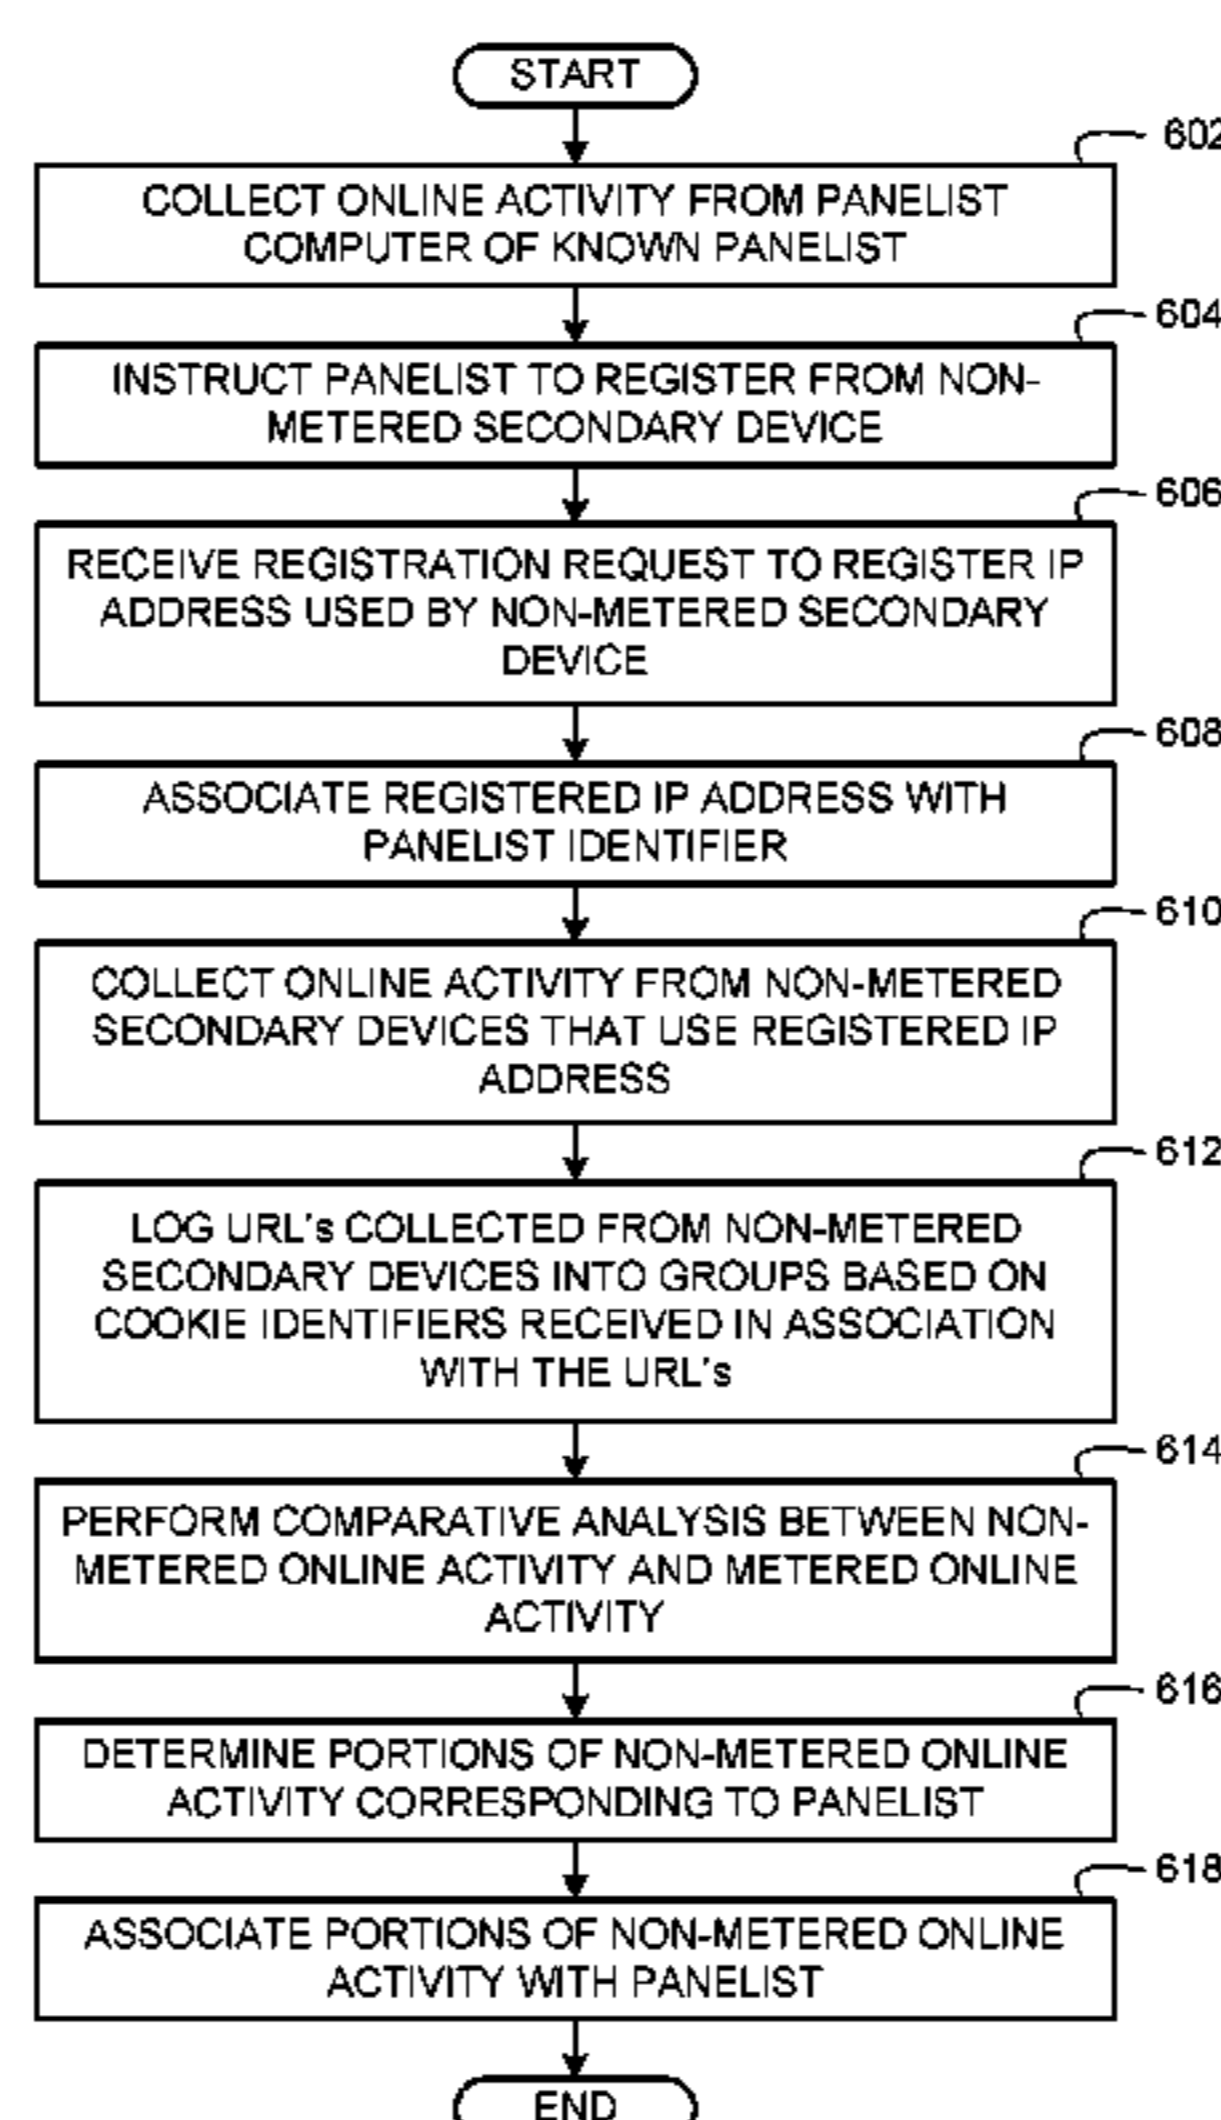 START
602
COLLECT ONLINE ACTIVITY FROM PANELIST
COMPUTER OF KNOWN PANELIST
604
INSTRUCT PANELIST TO REGISTER FROM NON-
METERED SECONDARY DEVICE
606
RECEIVE REGISTRATION REQUEST TO REGISTER IP
ADDRESS USED BY NON-METERED SECONDARY
DEVICE
608
ASSOCIATE REGISTERED IP ADDRESS WITH
PANELIST IDENTIFIER
610
COLLECT ONLINE ACTIVITY FROM NON-METERED
SECONDARY DEVICES THAT USE REGISTERED IP
ADDRESS
612
LOG URL's COLLECTED FROM NON-METERED
SECONDARY DEVICES INTO GROUPS BASED ON
COOKIE IDENTIFIERS RECEIVED IN ASSOCIATION
WITH THE URL's
614
PERFORM COMPARATIVE ANALYSIS BETWEEN NON-
METERED ONLINE ACTIVITY AND METERED ONLINE
ACTIVITY
616
DETERMINE PORTIONS OF NON-METERED ONLINE
ACTIVITY CORRESPONDING TO PANELIST
618
ASSOCIATE PORTIONS OF NON-METERED ONLINE
ACTIVITY WITH PANELIST
END